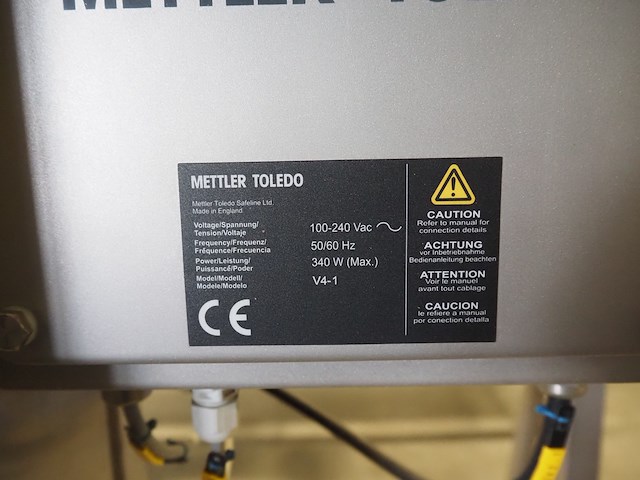 METTLER TOLEDO
METTLER TOLEDO
Mettler Toledo Safeline Ltd.
Made in England
Voltage/Spannung/
Tension/Voltaje
100-240 Vac
Frequency/Frequenz/
Fréquence/Frecuencia
50/60 Hz
Power/Leistung/
Puissancé/Poder
340 W (Max.)
Model/Modell/
Modele/Modelo
V4-1
CE
CAUTION
Refer to manual for
connection details
ACHTUNG
vor Inbetriebnahme
Bedienanleitung beachten
ATTENTION
Voir le manuel
avant tout cablage
CAUCION
le refiere a manual
por conection detalla